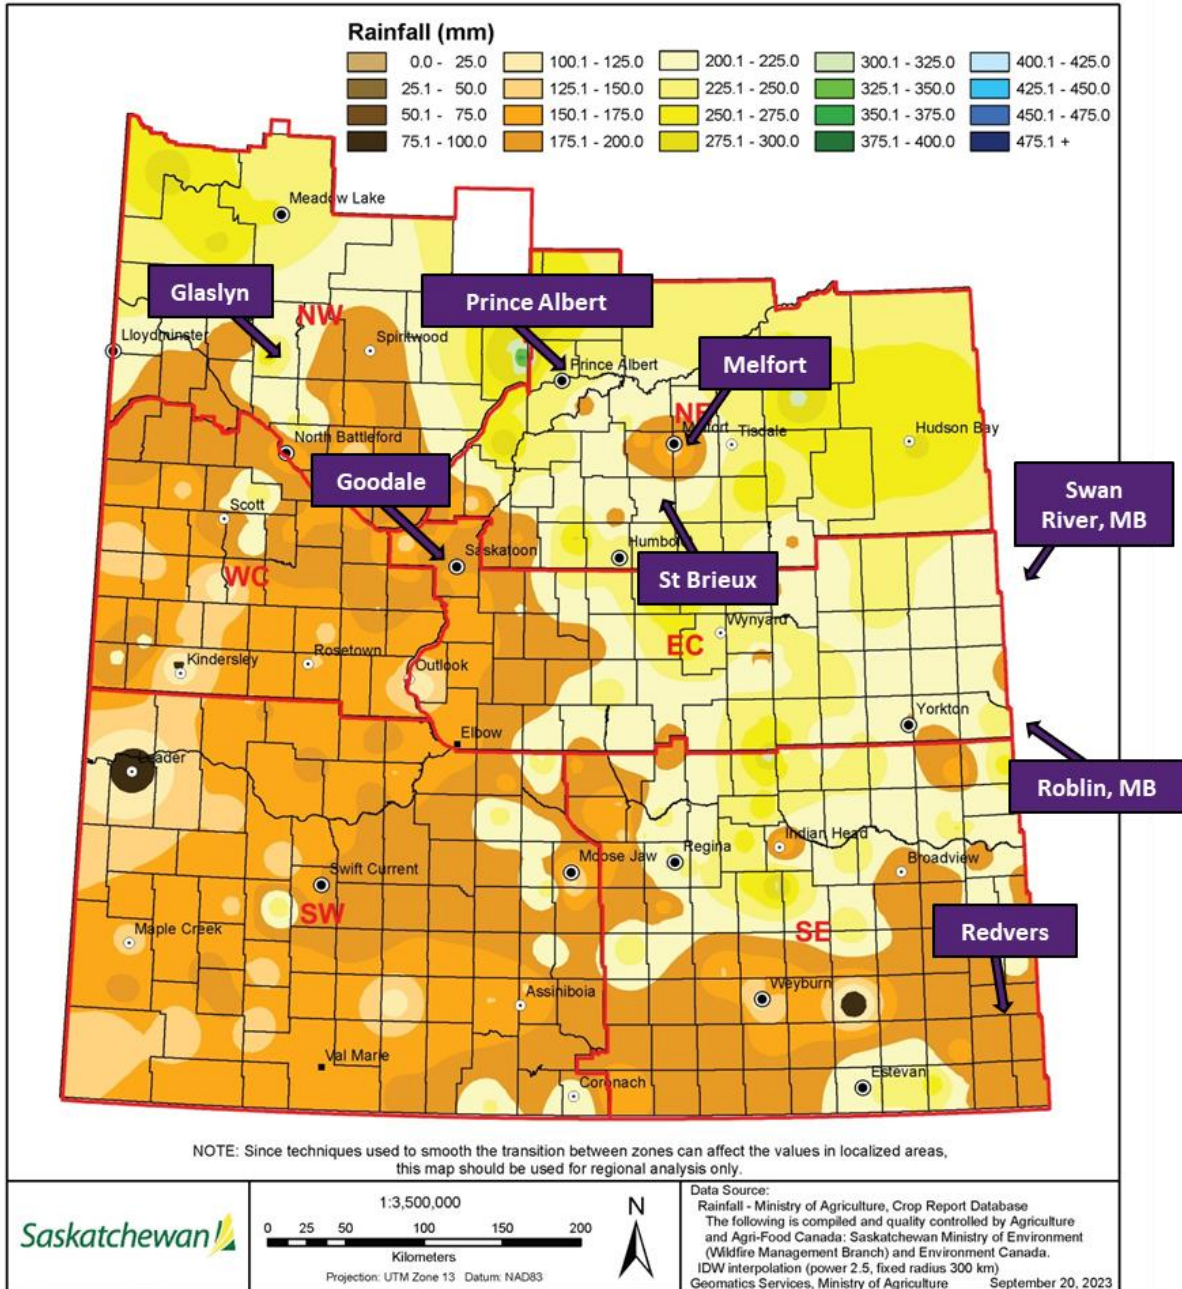 Rainfall (mm)
0.0 - 25.0
25.1 - 50.0
50.1 - 75.0
75.1 - 100.0
100.1 - 125.0
125.1 - 150.0
150.1 - 175.0
175.1 - 200.0
200.1 - 225.0
225.1 - 250.0
250.1 - 275.0
275.1 - 300.0
300.1 - 325.0
325.1 - 350.0
350.1 - 375.0
375.1 - 400.0
400.1 - 425.0
425.1 - 450.0
450.1 - 475.0
475.1 +
Meadow Lake
Glaslyn
Prince Albert
NW
Lloydminster
Spiritwood
Prince Albert
Melfort
Tisdale
Hudson Bay
North Battleford
Goodale
Swan
River, MB
Scott
Saskatoon
St Brieux
WC
EC
Wynyard
Kindersley
Rosetown
Outlook
Yorkton
Elbow
Roblin, MB
Indian Head
Regina
Moose Jaw
Broadview
Swift Current
SW
SE
Redvers
Maple Creek
Weyburn
Assiniboia
Val Marie
Estevan
Coronach
NOTE: Since techniques used to smooth the transition between zones can affect the values in localized areas,
this map should be used for regional analysis only.
Saskatchewan
1:3,500,000
0 25 50 100 150 200
Kilometers
Projection: UTM Zone 13 Datum: NAD83
N
Data Source:
Rainfall - Ministry of Agriculture, Crop Report Database
The following is compiled and quality controlled by Agriculture
and Agri-Food Canada: Saskatchewan Ministry of Environment
(Wildfire Management Branch) and Environment Canada.
IDW interpolation (power 2.5, fixed radius 300 km)
Geomatics Services, Ministry of Agriculture September 20, 2023